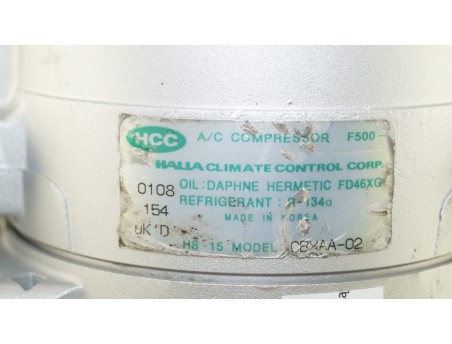 HCC A/C COMPRESSOR F500-
HALLA CLIMATE CONTROL CORP.
OIL:DAPHNE HERMETIC FD46XG
0108 REFRIGERANT : R-134a
154 MADE IN KOREA
UK'D HS-15 MODEL